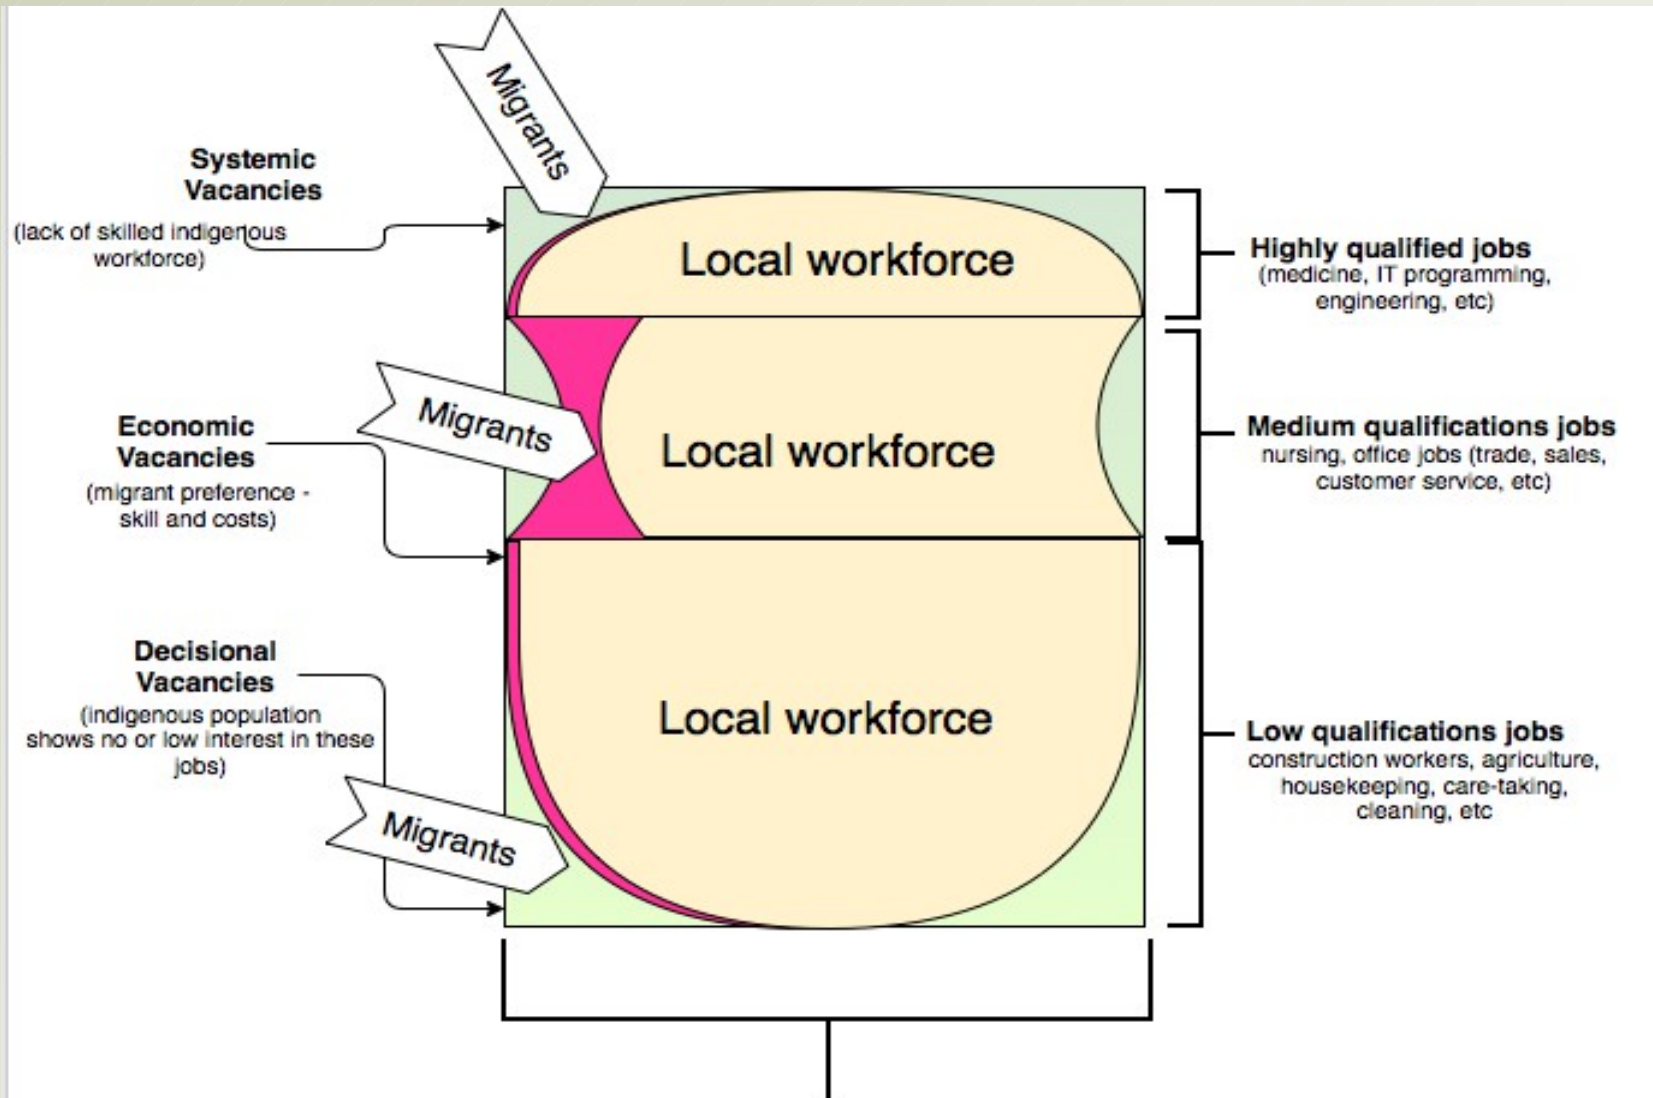 Migrants
Systemic
Vacancies
(lack of skilled indigenous
workforce)
Local workforce
Highly qualified jobs
(medicine, IT programming,
engineering, etc)
Migrants
Economic
Vacancies
(migrant preference -
skill and costs)
Local workforce
Medium qualifications jobs
nursing, office jobs (trade, sales,
customer service, etc)
Decisional
Vacancies
(indigenous population
shows no or low interest in these
jobs)
Migrants
Local workforce
Low qualifications jobs
construction workers, agriculture,
housekeeping, care-taking,
cleaning, etc